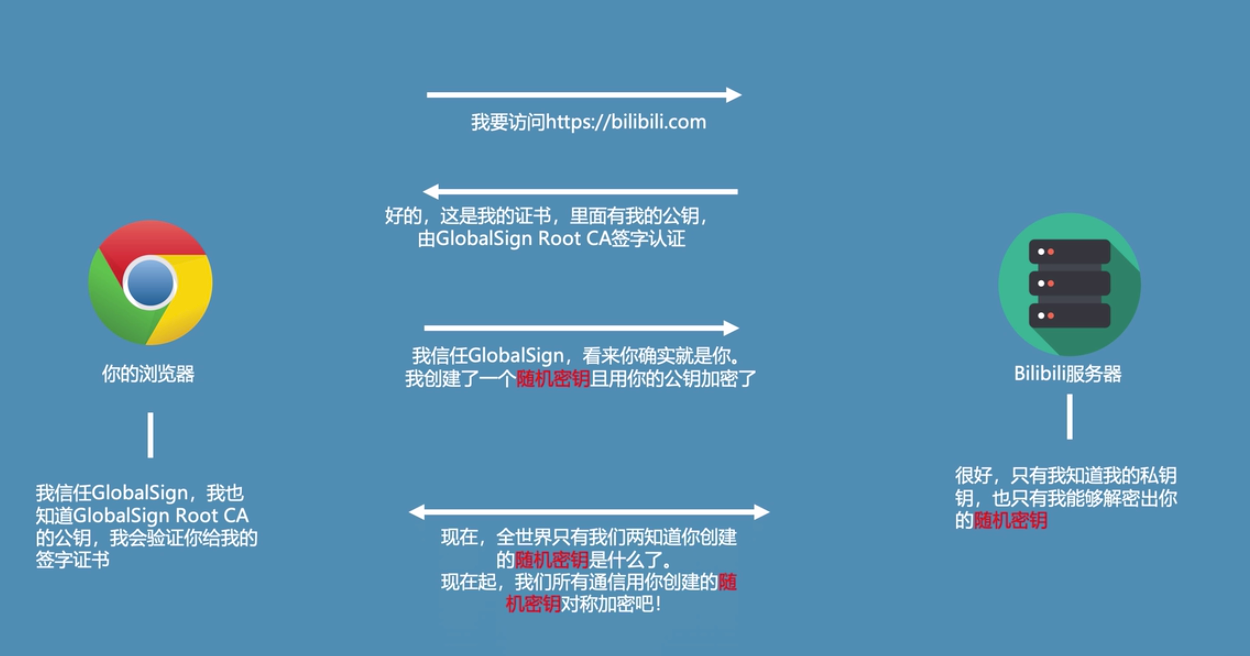 我要访问https://bilibili.com
好的，这是我的证书，里面有我的公钥，
由GlobalSign Root CA签字认证
我信任GlobalSign，看来你确实就是你。
我创建了一个随机密钥且用你的公钥加密了
你的浏览器
Bilibili服务器
我信任GlobalSign，我也
知道GlobalSign Root CA
的公钥，我会验证你给我的
签字证书
很好，只有我知道我的私钥
钥，也只有我能够解密出你
的随机密钥
现在，全世界只有我们两知道你创建
的随机密钥是什么了。
现在起，我们所有通信用你创建的随
机密钥对称加密吧！